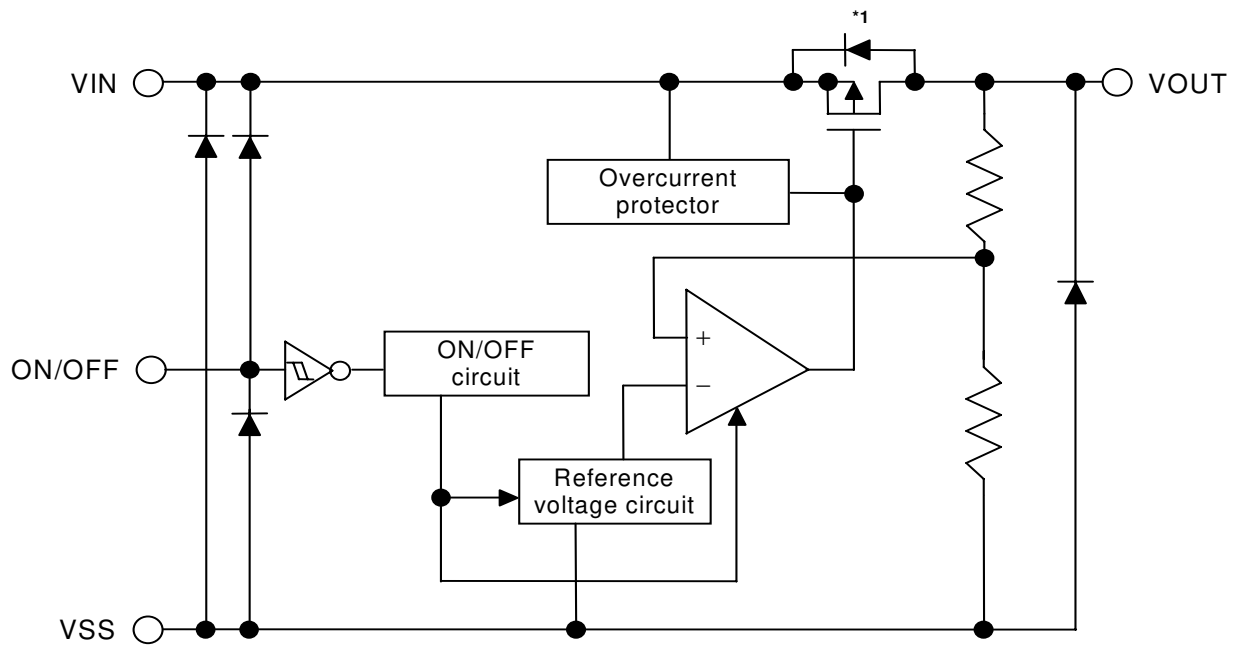 *1
VIN
VOUT
Overcurrent
protector
+
−
ON/OFF
ON/OFF
circuit
Reference
voltage circuit
VSS